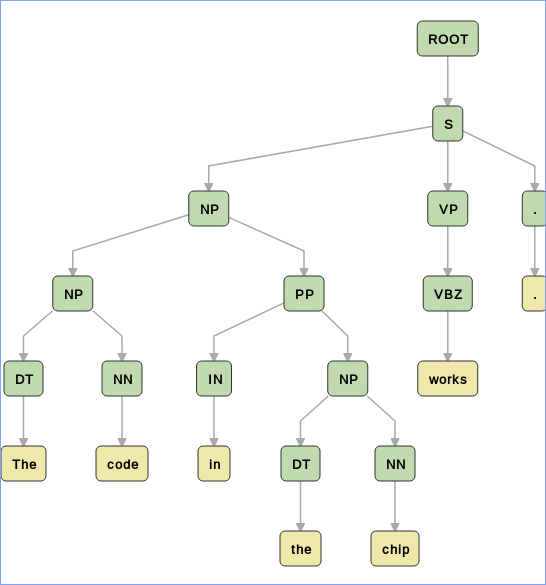 ROOT
S
NP VP .
NP PP VBZ .
DT NN IN NP works
The code in DT NN
the chip